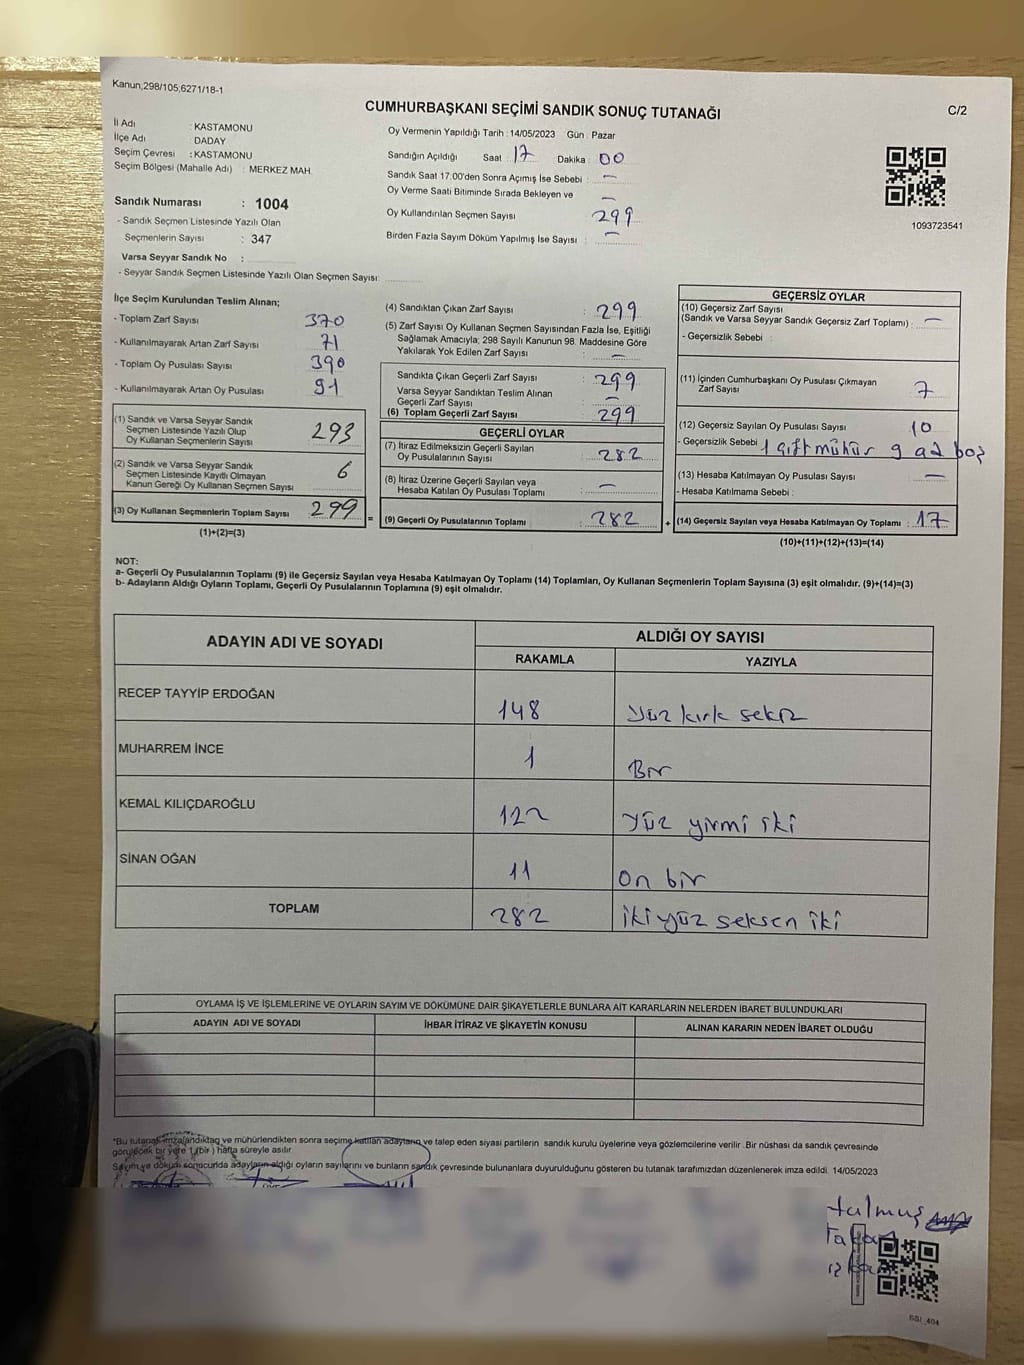 Kanun;298/105,6271/18-1
CUMHURBAŞKANI SEÇİMİ SANDIK SONUÇ TUTANAĞI
C/2
İl Adı : KASTAMONU
İlçe Adı DADAY
Seçim Çevresi : KASTAMONU
Seçim Bölgesi (Mahalle Adı) : MERKEZ MAH.
Sandık Numarası : 1004
- Sandık Seçmen Listesinde Yazılı Olan
Seçmenlerin Sayısı : 347
Varsa Seyyar Sandık No :
- Seyyar Sandık Seçmen Listesinde Yazılı Olan Seçmen Sayısı:
Oy Vermenin Yapıldığı Tarih : 14/05/2023 Gün : Pazar
Sandığın Açıldığı Saat : 17 Dakika : 00
Sandık Saat 17:00'den Sonra Açımış İse Sebebi : -
Oy Verme Saati Bitiminde Sırada Bekleyen ve -
Oy Kullandırılan Seçmen Sayısı : 299
Birden Fazla Sayım Döküm Yapılmış İse Sayısı : -
1093723541
İlçe Seçim Kurulundan Teslim Alınan;
- Toplam Zarf Sayısı : 370
- Kullanılmayarak Artan Zarf Sayısı : 71
- Toplam Oy Pusulası Sayısı : 390
- Kullanılmayarak Artan Oy Pusulası : 91
(1) Sandık ve Varsa Seyyar Sandık
Seçmen Listesinde Yazılı Olup
Oy Kullanan Seçmenlerin Sayısı : 293
(2) Sandık ve Varsa Seyyar Sandık
Seçmen Listesinde Kayıtlı Olmayan
Kanun Gereği Oy Kullanan Seçmen Sayısı : 6
(3) Oy Kullanan Seçmenlerin Toplam Sayısı : 299
(1)+(2)=(3)
(4) Sandıktan Çıkan Zarf Sayısı : 299
(5) Zarf Sayısı Oy Kullanan Seçmen Sayısından Fazla İse, Eşitliği
Sağlamak Amacıyla; 298 Sayılı Kanunun 98. Maddesine Göre
Yakılarak Yok Edilen Zarf Sayısı : -
Sandıkta Çıkan Geçerli Zarf Sayısı : 299
Varsa Seyyar Sandıktan Teslim Alınan
Geçerli Zarf Sayısı : -
(6) Toplam Geçerli Zarf Sayısı : 299
GEÇERLİ OYLAR
(7) İtiraz Edilmeksizin Geçerli Sayılan
Oy Pusulalarının Sayısı : 282
(8) İtiraz Üzerine Geçerli Sayılan veya
Hesaba Katılan Oy Pusulası Toplamı : -
= (9) Geçerli Oy Pusulalarının Toplamı : 282
GEÇERSİZ OYLAR
(10) Geçersiz Zarf Sayısı
(Sandık ve Varsa Seyyar Sandık Geçersiz Zarf Toplamı) : -
- Geçersizlik Sebebi :
(11) İçinden Cumhurbaşkanı Oy Pusulası Çıkmayan
Zarf Sayısı : 7
(12) Geçersiz Sayılan Oy Pusulası Sayısı : 10
- Geçersizlik Sebebi : 1 çift mühür 9 ad boş
(13) Hesaba Katılmayan Oy Pusulası Sayısı : -
- Hesaba Katılmama Sebebi :
+ (14) Geçersiz Sayılan veya Hesaba Katılmayan Oy Toplamı : 17
(10)+(11)+(12)+(13)=(14)
NOT:
a- Geçerli Oy Pusulalarının Toplamı (9) ile Geçersiz Sayılan veya Hesaba Katılmayan Oy Toplamı (14) Toplamları, Oy Kullanan Seçmenlerin Toplam Sayısına (3) eşit olmalıdır. (9)+(14)=(3)
b- Adayların Aldığı Oyların Toplamı, Geçerli Oy Pusulalarının Toplamına (9) eşit olmalıdır.
ADAYIN ADI VE SOYADI ALDIĞI OY SAYISI
RAKAMLA YAZIYLA
RECEP TAYYİP ERDOĞAN 148 Yüz kırk sekiz
MUHARREM İNCE 1 Bir
KEMAL KILIÇDAROĞLU 122 Yüz yirmi iki
SİNAN OĞAN 11 On bir
TOPLAM 282 iki yüz seksen iki
OYLAMA İŞ VE İŞLEMLERİNE VE OYLARIN SAYIM VE DÖKÜMÜNE DAİR ŞİKAYETLERLE BUNLARA AİT KARARLARIN NELERDEN İBARET BULUNDUKLARI
ADAYIN ADI VE SOYADI İHBAR İTİRAZ VE ŞİKAYETİN KONUSU ALINAN KARARIN NEDEN İBARET OLDUĞU
*Bu tutanak imzalandıktan ve mühürlendikten sonra seçime katılan adayların ve talep eden siyasi partilerin sandık kurulu üyelerine veya gözlemcilerine verilir. Bir nüshası da sandık çevresinde
görülecek bir yere 1 (bir) hafta süreyle asılır.
Sayım ve döküm sonucunda adayların aldığı oyların sayılarını ve bunların sandık çevresinde bulunanlara duyurulduğunu gösteren bu tutanak tarafımızdan düzenlenerek imza edildi. 14/05/2023